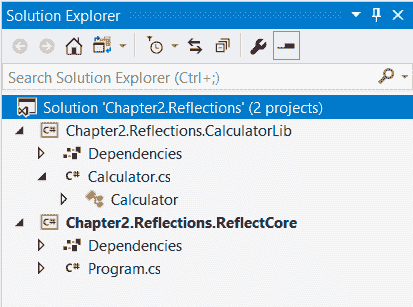 Solution Explorer
Search Solution Explorer (Ctrl+;)
Solution 'Chapter2.Reflections' (2 projects)
C# Chapter2.Reflections.CalculatorLib
Dependencies
C# Calculator.cs
Calculator
C# Chapter2.Reflections.ReflectCore
Dependencies
C# Program.cs